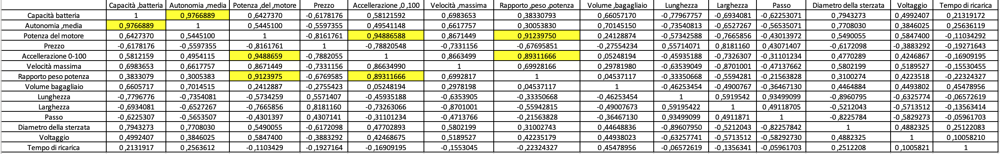 Capacità ,batteria Autonomia ,media Potenza ,del ,motore Prezzo Accellerazione ,0 ,100 Velocità ,massima Rapporto ,peso ,potenza Volume ,bagagliaio Lunghezza Larghezza Passo Diametro della sterzata Voltaggio Tempo di ricarica
Capacità batteria 1 0 ,9766889 0 ,6427370 -0 ,6178176 0 ,58121592 0 ,6983653 0 ,38330793 0 ,66057170 -0 ,77967757 -0 ,6934081 -0 ,62253071 0 ,7943273 0 ,4992407 0 ,21319172
Autonomia ,media 0 ,9766889 1 0 ,5445100 -0 ,5597355 0 ,49541148 0 ,6617757 0 ,30053830 0 ,70145150 -0 ,73540813 -0 ,6527267 -0 ,56535071 0 ,7708030 0 ,3846025 0 ,25636119
Potenza del motore 0 ,6427370 0 ,5445100 1 -0 ,8161761 0 ,94886588 0 ,8671449 0 ,91239750 0 ,24128874 -0 ,57342588 -0 ,7665856 -0 ,43013972 0 ,5490055 0 ,5847400 -0 ,11034292
Prezzo -0 ,6178176 -0 ,5597355 -0 ,8161761 1 -0 ,78820548 -0 ,7331156 -0 ,67695851 -0 ,27554234 0 ,55714071 0 ,8181160 0 ,43071407 -0 ,6172098 -0 ,3883292 -0 ,19271643
Accellerazione 0-100 0 ,5812159 0 ,4954115 0 ,9488659 -0 ,7882055 1 0 ,8663499 0 ,89311666 0 ,05248194 -0 ,45935188 -0 ,7326307 -0 ,31101234 0 ,4770289 0 ,4246867 -0 ,16909195
Velocità massima 0 ,6983653 0 ,6617757 0 ,8671449 -0 ,7331156 0 ,86634990 1 0 ,69928166 0 ,29781980 -0 ,63539049 -0 ,8701001 -0 ,47137662 0 ,5802199 0 ,5189527 -0 ,15530455
Rapporto peso potenza 0 ,3833079 0 ,3005383 0 ,9123975 -0 ,6769585 0 ,89311666 0 ,6992817 1 0 ,04537117 -0 ,33350668 -0 ,5594281 -0 ,21563828 0 ,3100274 0 ,4223518 -0 ,22324327
Volume bagagliaio 0 ,6605717 0 ,7014515 0 ,2412887 -0 ,2755423 0 ,05248194 0 ,2978198 0 ,04537117 1 -0 ,46253454 -0 ,4900767 -0 ,36467130 0 ,4464884 0 ,4493802 0 ,45478956
Lunghezza -0 ,7796776 -0 ,7354081 -0 ,5734259 0 ,5571407 -0 ,45935188 -0 ,6353905 -0 ,33350668 -0 ,46253454 1 0 ,5919542 0 ,93499099 -0 ,8960795 -0 ,6325774 -0 ,06572619
Larghezza -0 ,6934081 -0 ,6527267 -0 ,7665856 0 ,8181160 -0 ,73263066 -0 ,8701001 -0 ,55942815 -0 ,49007673 0 ,59195422 1 0 ,49118705 -0 ,5212043 -0 ,5713512 -0 ,13563414
Passo -0 ,6225307 -0 ,5653507 -0 ,4301397 0 ,4307141 -0 ,31101234 -0 ,4713766 -0 ,21563828 -0 ,36467130 0 ,93499099 0 ,4911871 1 -0 ,8225784 -0 ,5829273 -0 ,05961703
Diametro della sterzata 0 ,7943273 0 ,7708030 0 ,5490055 -0 ,6172098 0 ,47702893 0 ,5802199 0 ,31002743 0 ,44648836 -0 ,89607950 -0 ,5212043 -0 ,82257842 1 0 ,4882325 0 ,25122083
Voltaggio 0 ,4992407 0 ,3846025 0 ,5847400 -0 ,3883292 0 ,42468675 0 ,5189527 0 ,42235179 0 ,44938023 -0 ,63257741 -0 ,5713512 -0 ,58292730 0 ,4882325 1 0 ,10058210
Tempo di ricarica 0 ,2131917 0 ,2563612 -0 ,1103429 -0 ,1927164 -0 ,16909195 -0 ,1553045 -0 ,22324327 0 ,45478956 -0 ,06572619 -0 ,1356341 -0 ,05961703 0 ,2512208 0 ,1005821 1